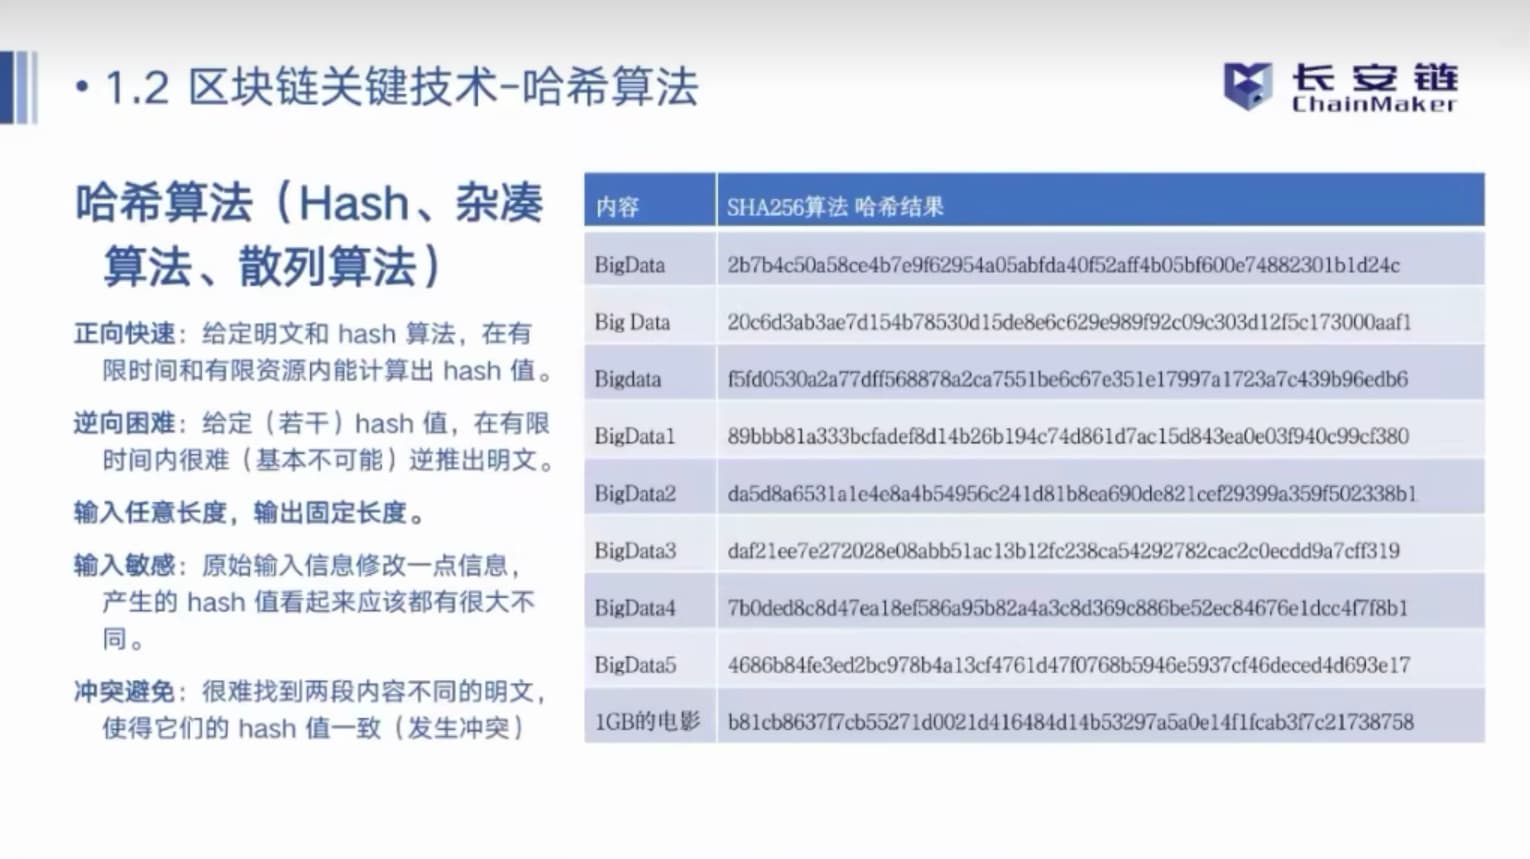 • 1.2 区块链关键技术-哈希算法
长安链
ChainMaker
哈希算法（Hash、杂凑
算法、散列算法）
正向快速：给定明文和 hash 算法，在有
限时间和有限资源内能计算出 hash 值。
逆向困难：给定（若干）hash 值，在有限
时间内很难（基本不可能）逆推出明文。
输入任意长度，输出固定长度。
输入敏感：原始输入信息修改一点信息，
产生的 hash 值看起来应该都有很大不
同。
冲突避免：很难找到两段内容不同的明文，
使得它们的 hash 值一致（发生冲突）
内容 SHA256算法 哈希结果
BigData 2b7b4c50a58ce4b7e9f62954a05abfda40f52aff4b05bf600e74882301b1d24c
Big Data 20c6d3ab3ae7d154b78530d15de8e6c629e989f92c09c303d12f5c173000aaf1
Bigdata f5fd0530a2a77dff568878a2ca7551be6c67e351e17997a1723a7c439b96edb6
BigData1 89bbb81a333bcfadef8d14b26b194c74d861d7ac15d843ea0e03f940c99cf380
BigData2 da5d8a6531a1e4e8a4b54956c241d81b8ea690de821cef29399a359f502338b1
BigData3 daf21ee7e272028e08abb51ac13b12fc238ca54292782cac2c0ecdd9a7cff319
BigData4 7b0ded8c8d47ea18ef586a95b82a4a3c8d369c886be52ec84676e1dcc4f7f8b1
BigData5 4686b84fe3ed2bc978b4a13cf4761d47f0768b5946e5937cf46deced4d693e17
1GB的电影 b81cb8637f7cb55271d0021d416484d14b53297a5a0e14f1fcab3f7c21738758